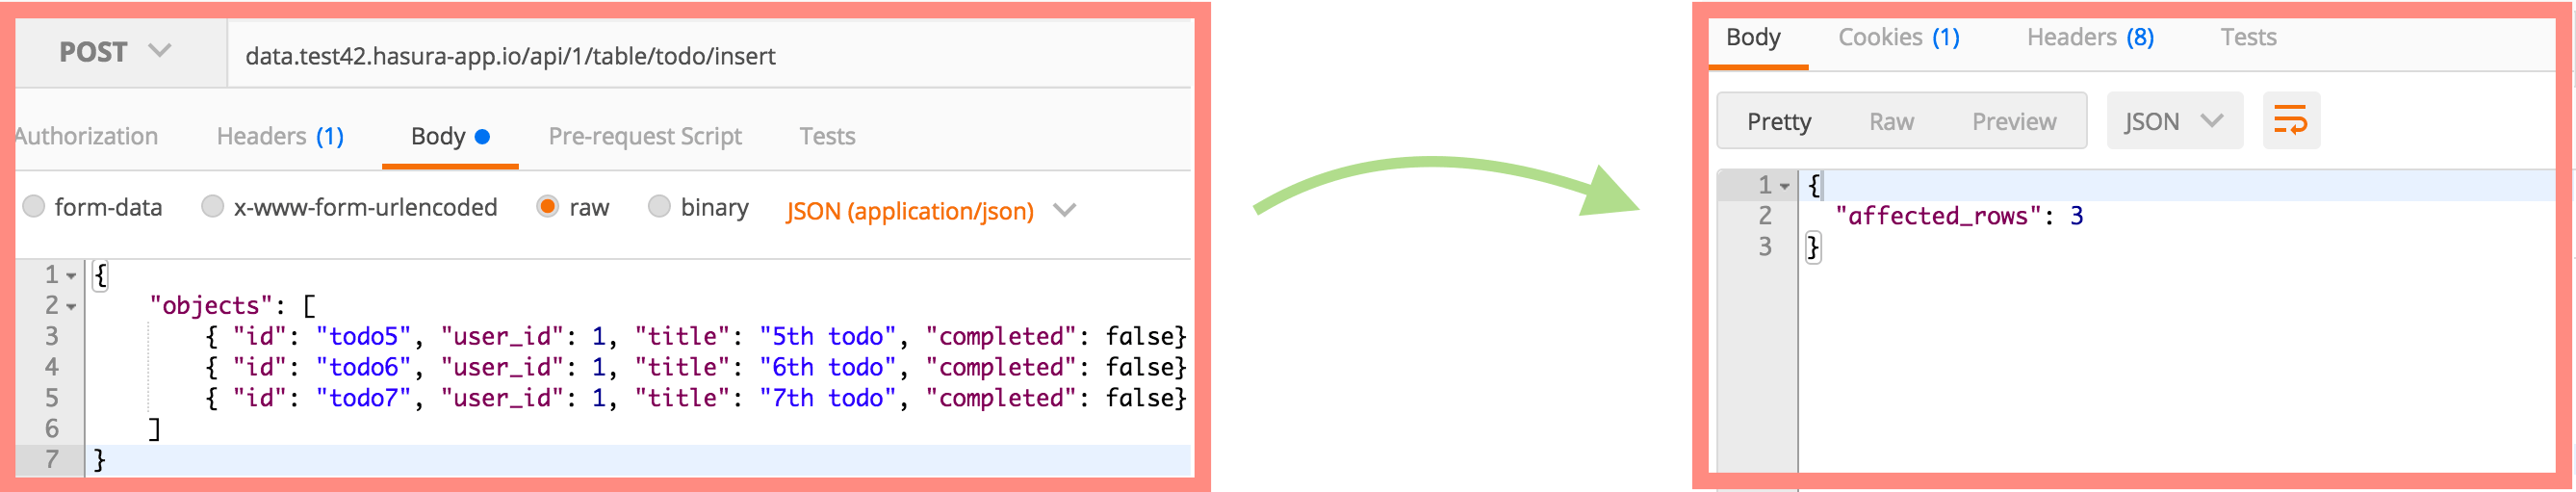 POST data.test42.hasura-app.io/api/1/table/todo/insert
Authorization Headers (1) Body Pre-request Script Tests
form-data x-www-form-urlencoded raw binary JSON (application/json)
1 {
2 "objects": [
3 { "id": "todo5", "user_id": 1, "title": "5th todo", "completed": false}
4 { "id": "todo6", "user_id": 1, "title": "6th todo", "completed": false}
5 { "id": "todo7", "user_id": 1, "title": "7th todo", "completed": false}
6 ]
7 }
Body Cookies (1) Headers (8) Tests
Pretty Raw Preview JSON
1 {
2 "affected_rows": 3
3 }